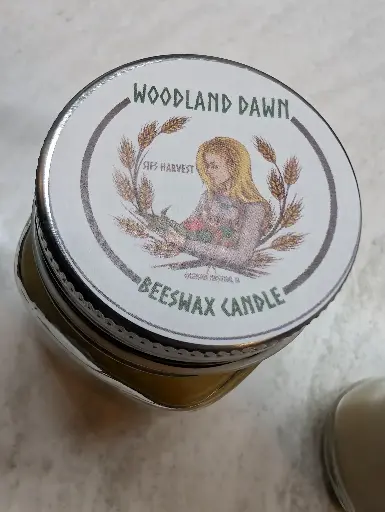 WOODLAND DAWN
SIFS HARVEST
BEESWAX CANDLE